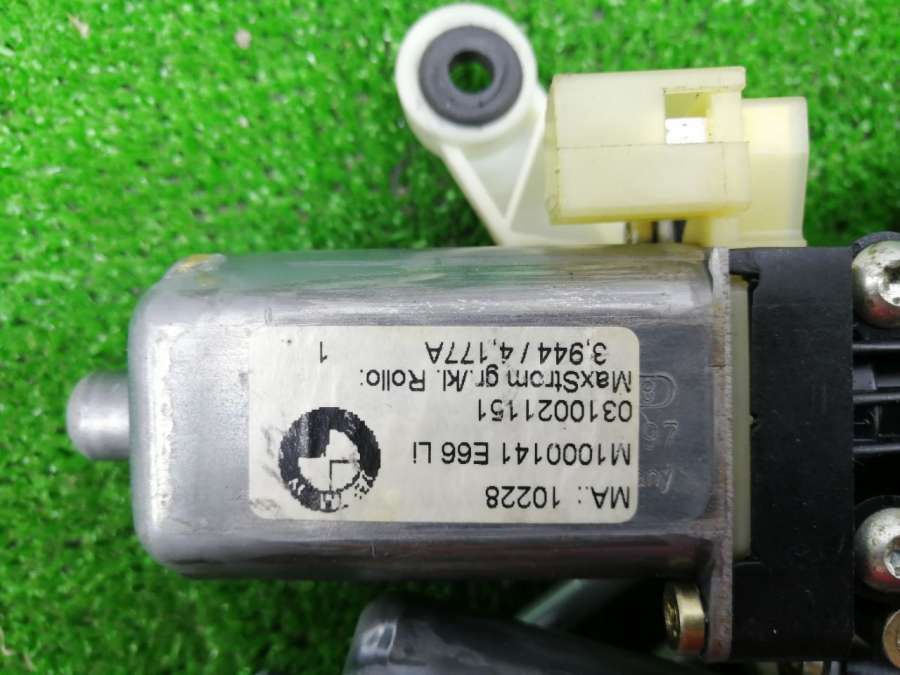 MA.: 10228
M1000141 E66 Li
0310021151
MaxStrom gr./kl. Rollo:
3,944 / 4,177A 1